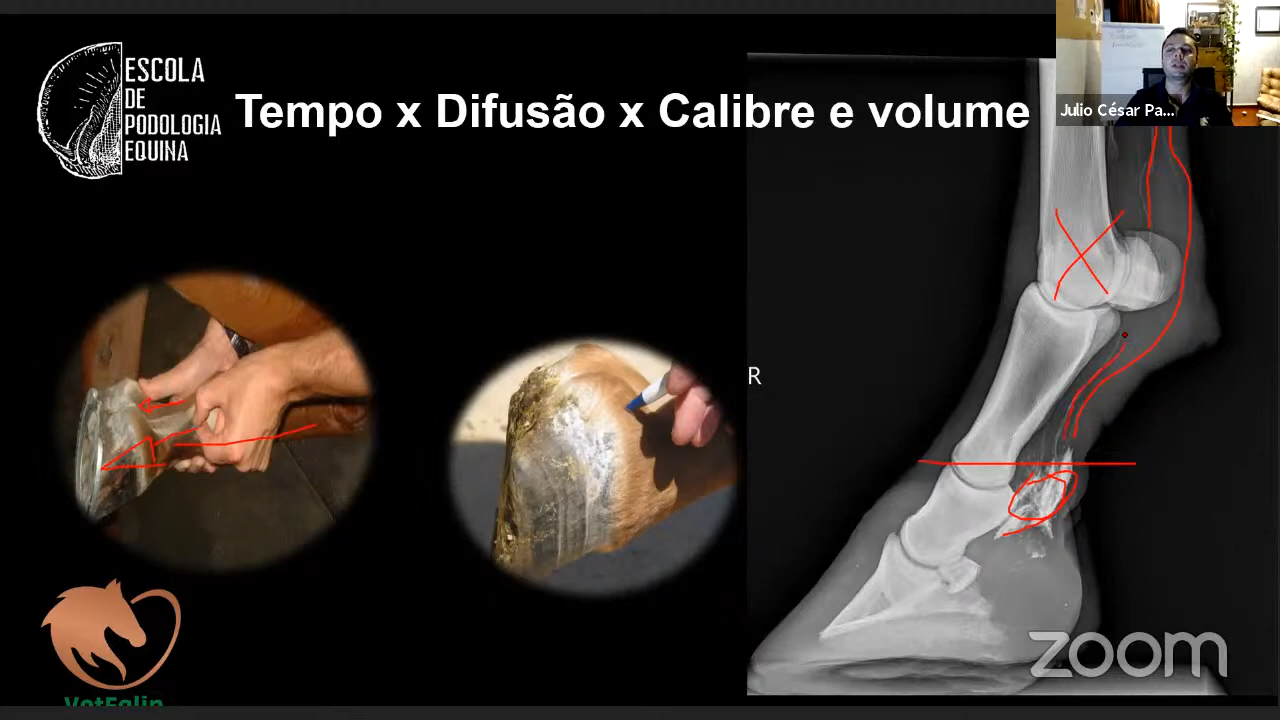 ESCOLA
DE
PODOLOGIA
EQUINA
Tempo x Difusão x Calibre e volume
Julio César Pa...
R
zoom